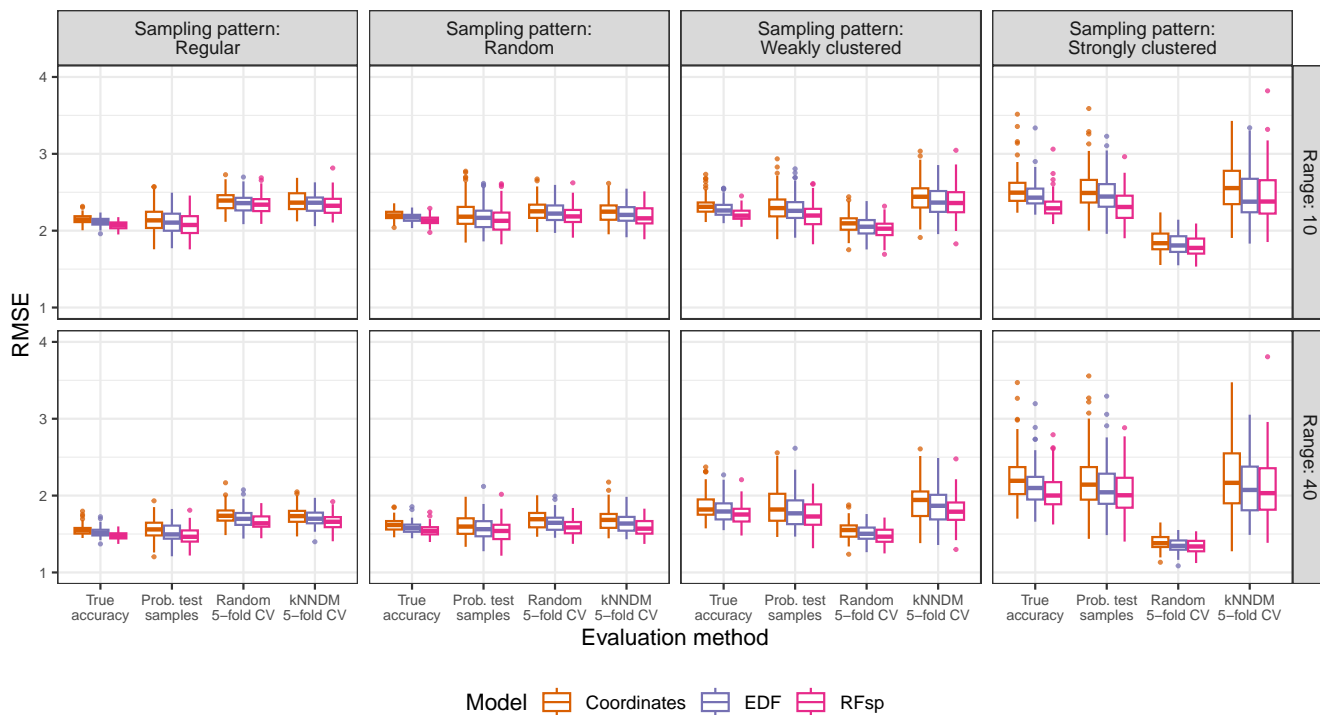 Sampling pattern:
Regular
Sampling pattern:
Random
Sampling pattern:
Weakly clustered
Sampling pattern:
Strongly clustered
4
3
2
1
Range: 10
RMSE
4
3
2
1
Range: 40
True
accuracy
Prob. test
samples
Random
5−fold CV
kNNDM
5−fold CV
True
accuracy
Prob. test
samples
Random
5−fold CV
kNNDM
5−fold CV
True
accuracy
Prob. test
samples
Random
5−fold CV
kNNDM
5−fold CV
True
accuracy
Prob. test
samples
Random
5−fold CV
kNNDM
5−fold CV
Evaluation method
Model Coordinates EDF RFsp